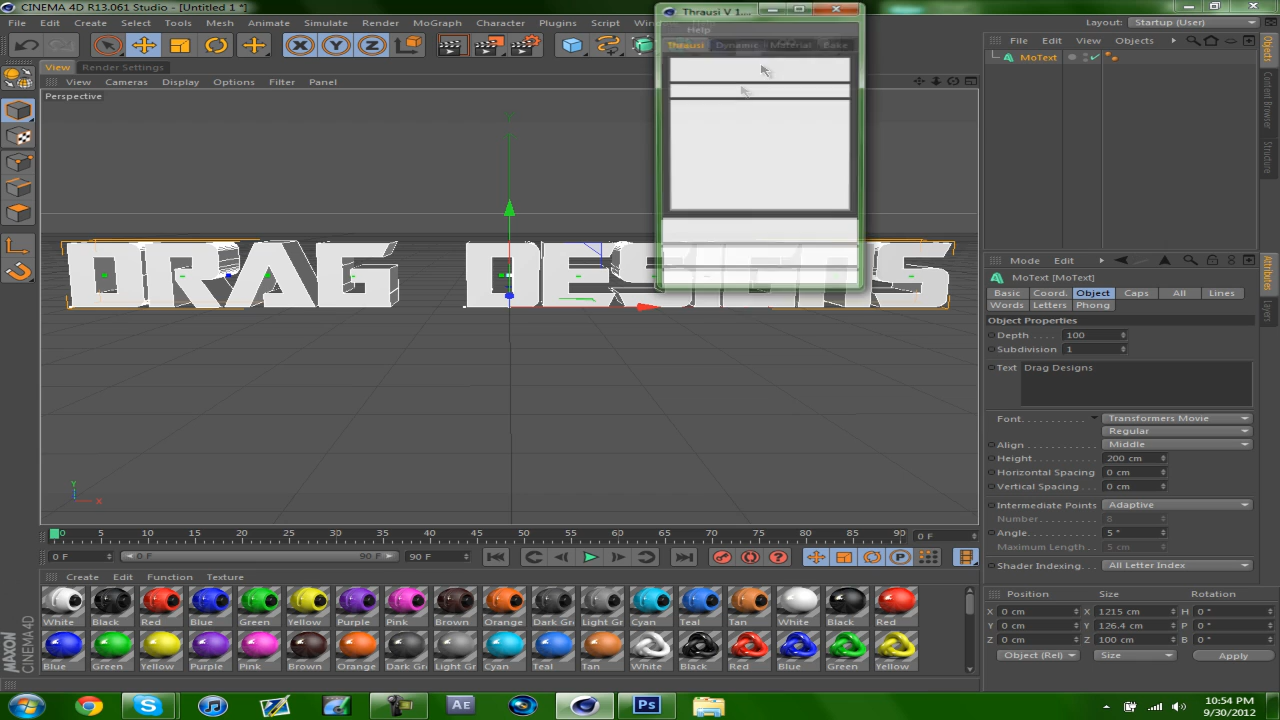 CINEMA 4D R13.061 Studio - [Untitled 1 *]
File Edit Create Select Tools Mesh Animate Simulate Render MoGraph Character Plugins Script
Layout: Startup (User)
Thrausi V 1....
Help
Thrausi Dynamic Material Bake
X Y Z
View Render Settings
View Cameras Display Options Filter Panel
Perspective
DRAG DESIGNS
Y
X
File Edit View Objects
MoText
Objects
Content Browser
Structure
Mode Edit
MoText [MoText]
Basic Coord. Object Caps All Lines
Words Letters Phong
Attributes
Layers
Object Properties
Depth . . . . 100
Subdivision 1
Text Drag Designs
Font. . . . . . . . . . . Transformers Movie
Regular
Align . . . . . . . . . . . Middle
Height . . . . . . . . . . 200 cm
Horizontal Spacing 0 cm
Vertical Spacing . . . 0 cm
Intermediate Points Adaptive
Number. . . . . . . . . 8
Angle. . . . . . . . . . . 5 °
Maximum Length. . 5 cm
Shader Indexing. . . All Letter Index
0 5 10 15 20 25 30 35 40 45 50 55 60 65 70 75 80 85 90
0 F
0 F 0 F 90 F 90 F
P
Create Edit Function Texture
White Black Red Blue Green Yellow Purple Pink Brown Orange Dark Gr Light Gr Cyan Teal Tan White Black Red
Blue Green Yellow Purple Pink Brown Orange Dark Gr Light Gr Cyan Teal Tan White Black Red Blue Green Yellow
MAXON
CINEMA 4D
Position Size Rotation
X 0 cm X 1215 cm H 0 °
Y 0 cm Y 126.4 cm P 0 °
Z 0 cm Z 100 cm B 0 °
Object (Rel) Size Apply
AE
Ps
10:54 PM
9/30/2012